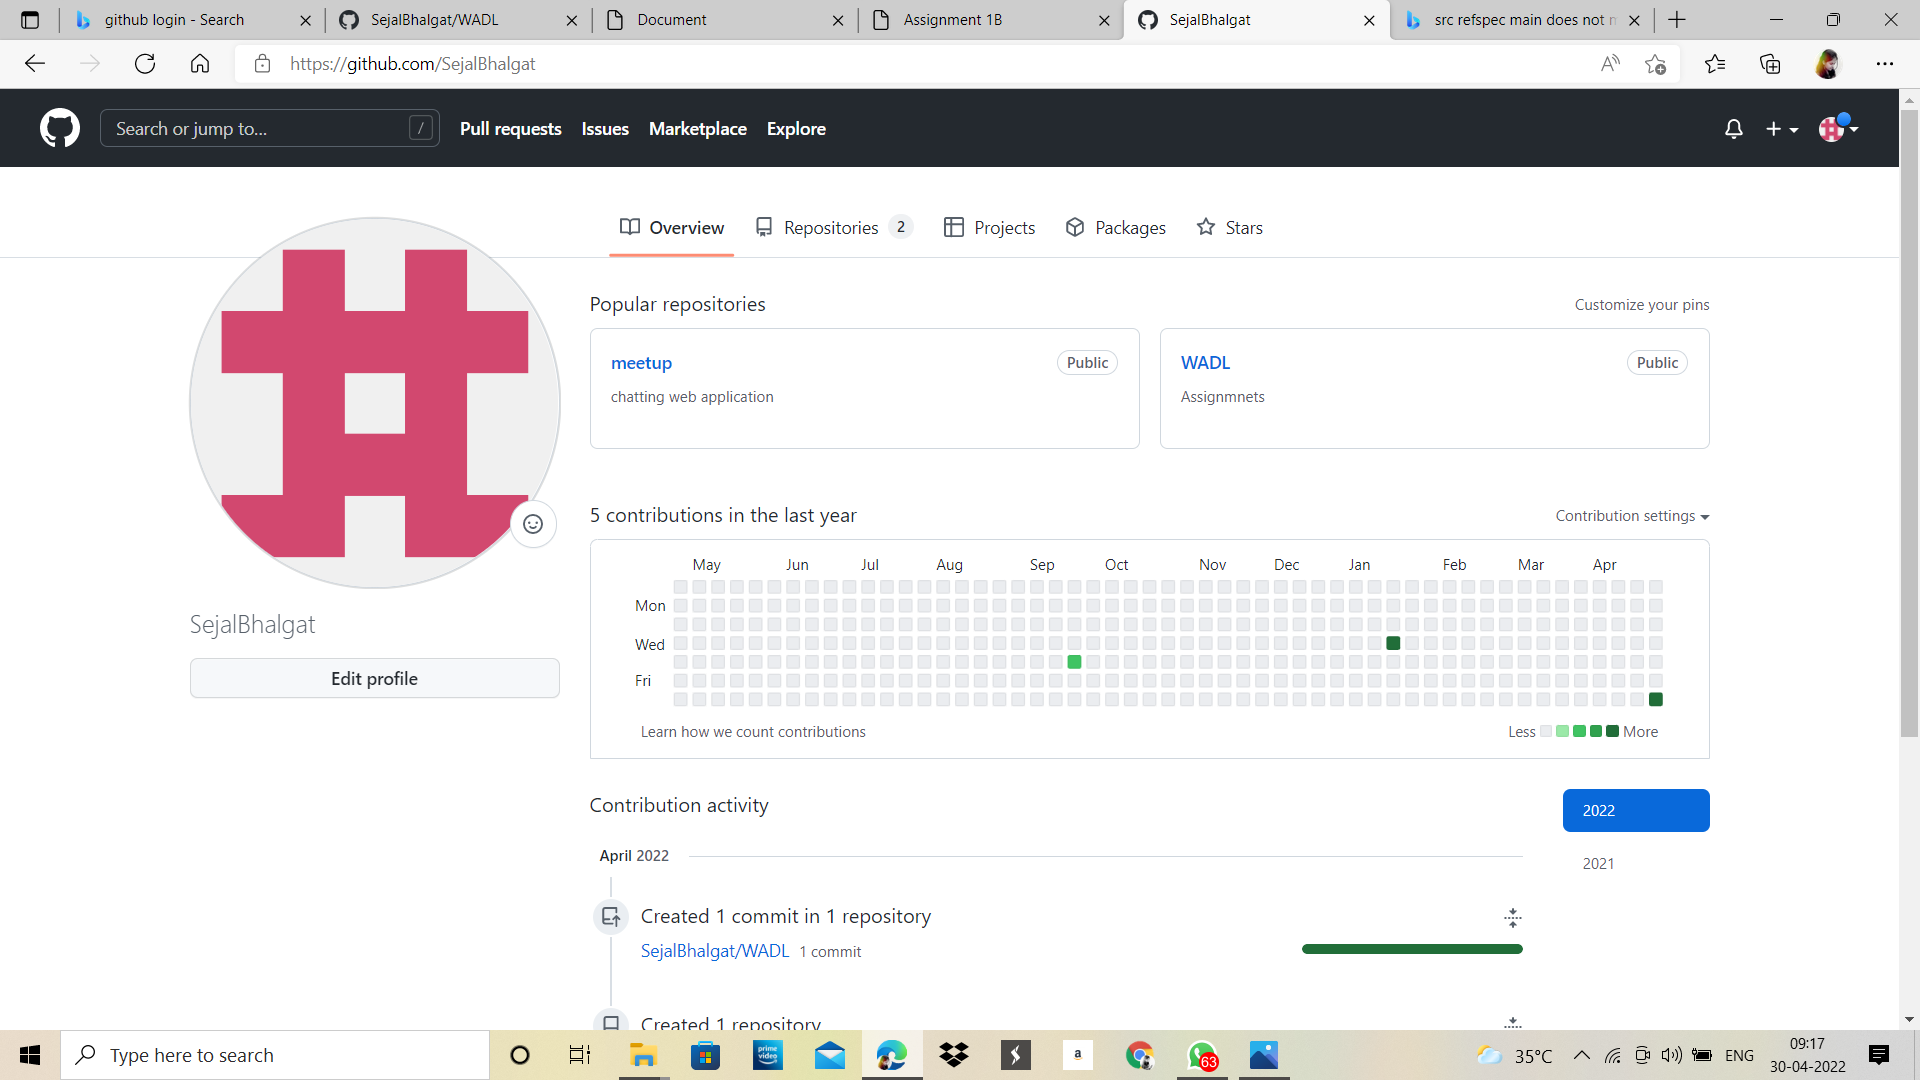 github login - Search
SejalBhalgat/WADL
Document
Assignment 1B
SejalBhalgat
src refspec main does not
https://github.com/SejalBhalgat
Search or jump to...
/
Pull requests
Issues
Marketplace
Explore
Overview
Repositories 2
Projects
Packages
Stars
Popular repositories
Customize your pins
meetup
Public
chatting web application
WADL
Public
Assignmnets
SejalBhalgat
Edit profile
5 contributions in the last year
Contribution settings
May Jun Jul Aug Sep Oct Nov Dec Jan Feb Mar Apr
Mon
Wed
Fri
Learn how we count contributions
Less
More
Contribution activity
2022
2021
April 2022
Created 1 commit in 1 repository
SejalBhalgat/WADL 1 commit
Created 1 repository
Type here to search
prime video
a
63
35°C
ENG
09:17
30-04-2022